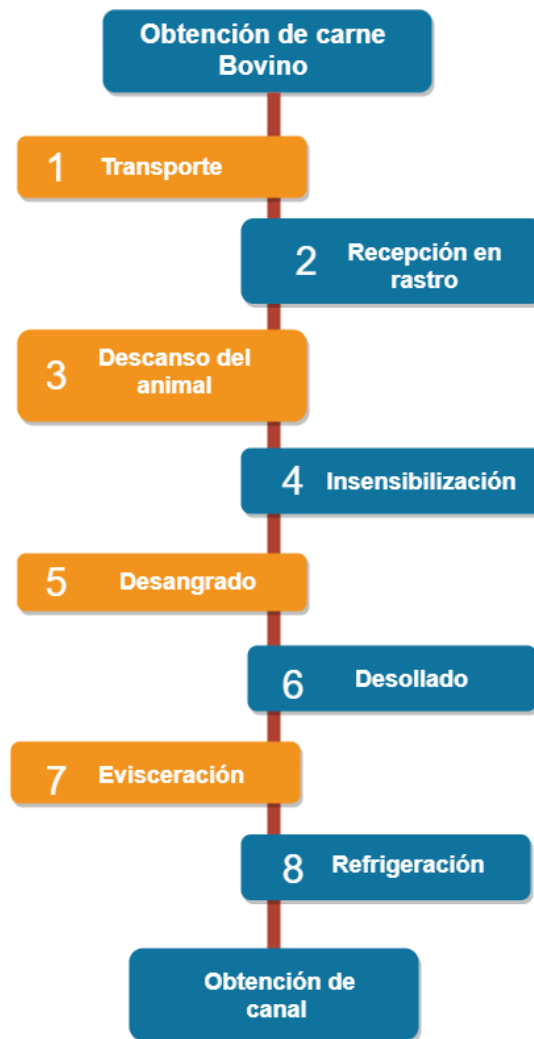 Obtención de carne
Bovino
1 Transporte
2 Recepción en
rastro
3 Descanso del
animal
4 Insensibilización
5 Desangrado
6 Desollado
7 Evisceración
8 Refrigeración
Obtención de
canal